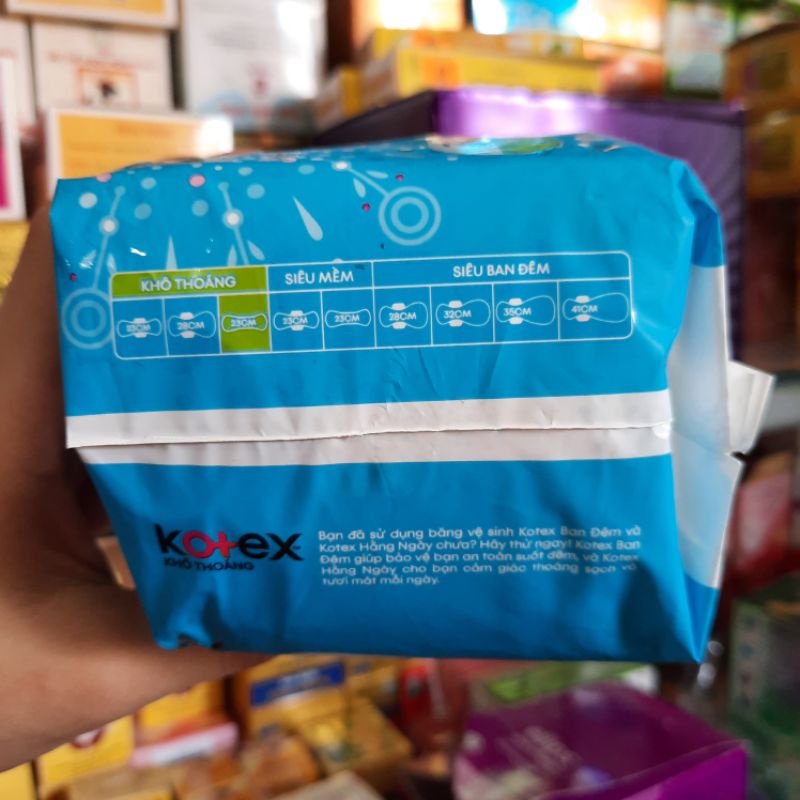 KHÔ THOÁNG SIÊU MỀM SIÊU BAN ĐÊM
23CM 28CM 23CM 23CM 23CM 28CM 32CM 35CM 41CM
kotex
KHÔ THOÁNG
Bạn đã sử dụng băng vệ sinh Kotex Ban Đêm và
Kotex Hằng Ngày chưa? Hãy thử ngay! Kotex Ban
Đêm giúp bảo vệ bạn an toàn suốt đêm, và Kotex
Hằng Ngày cho bạn cảm giác thoáng sạch và
tươi mát mỗi ngày.